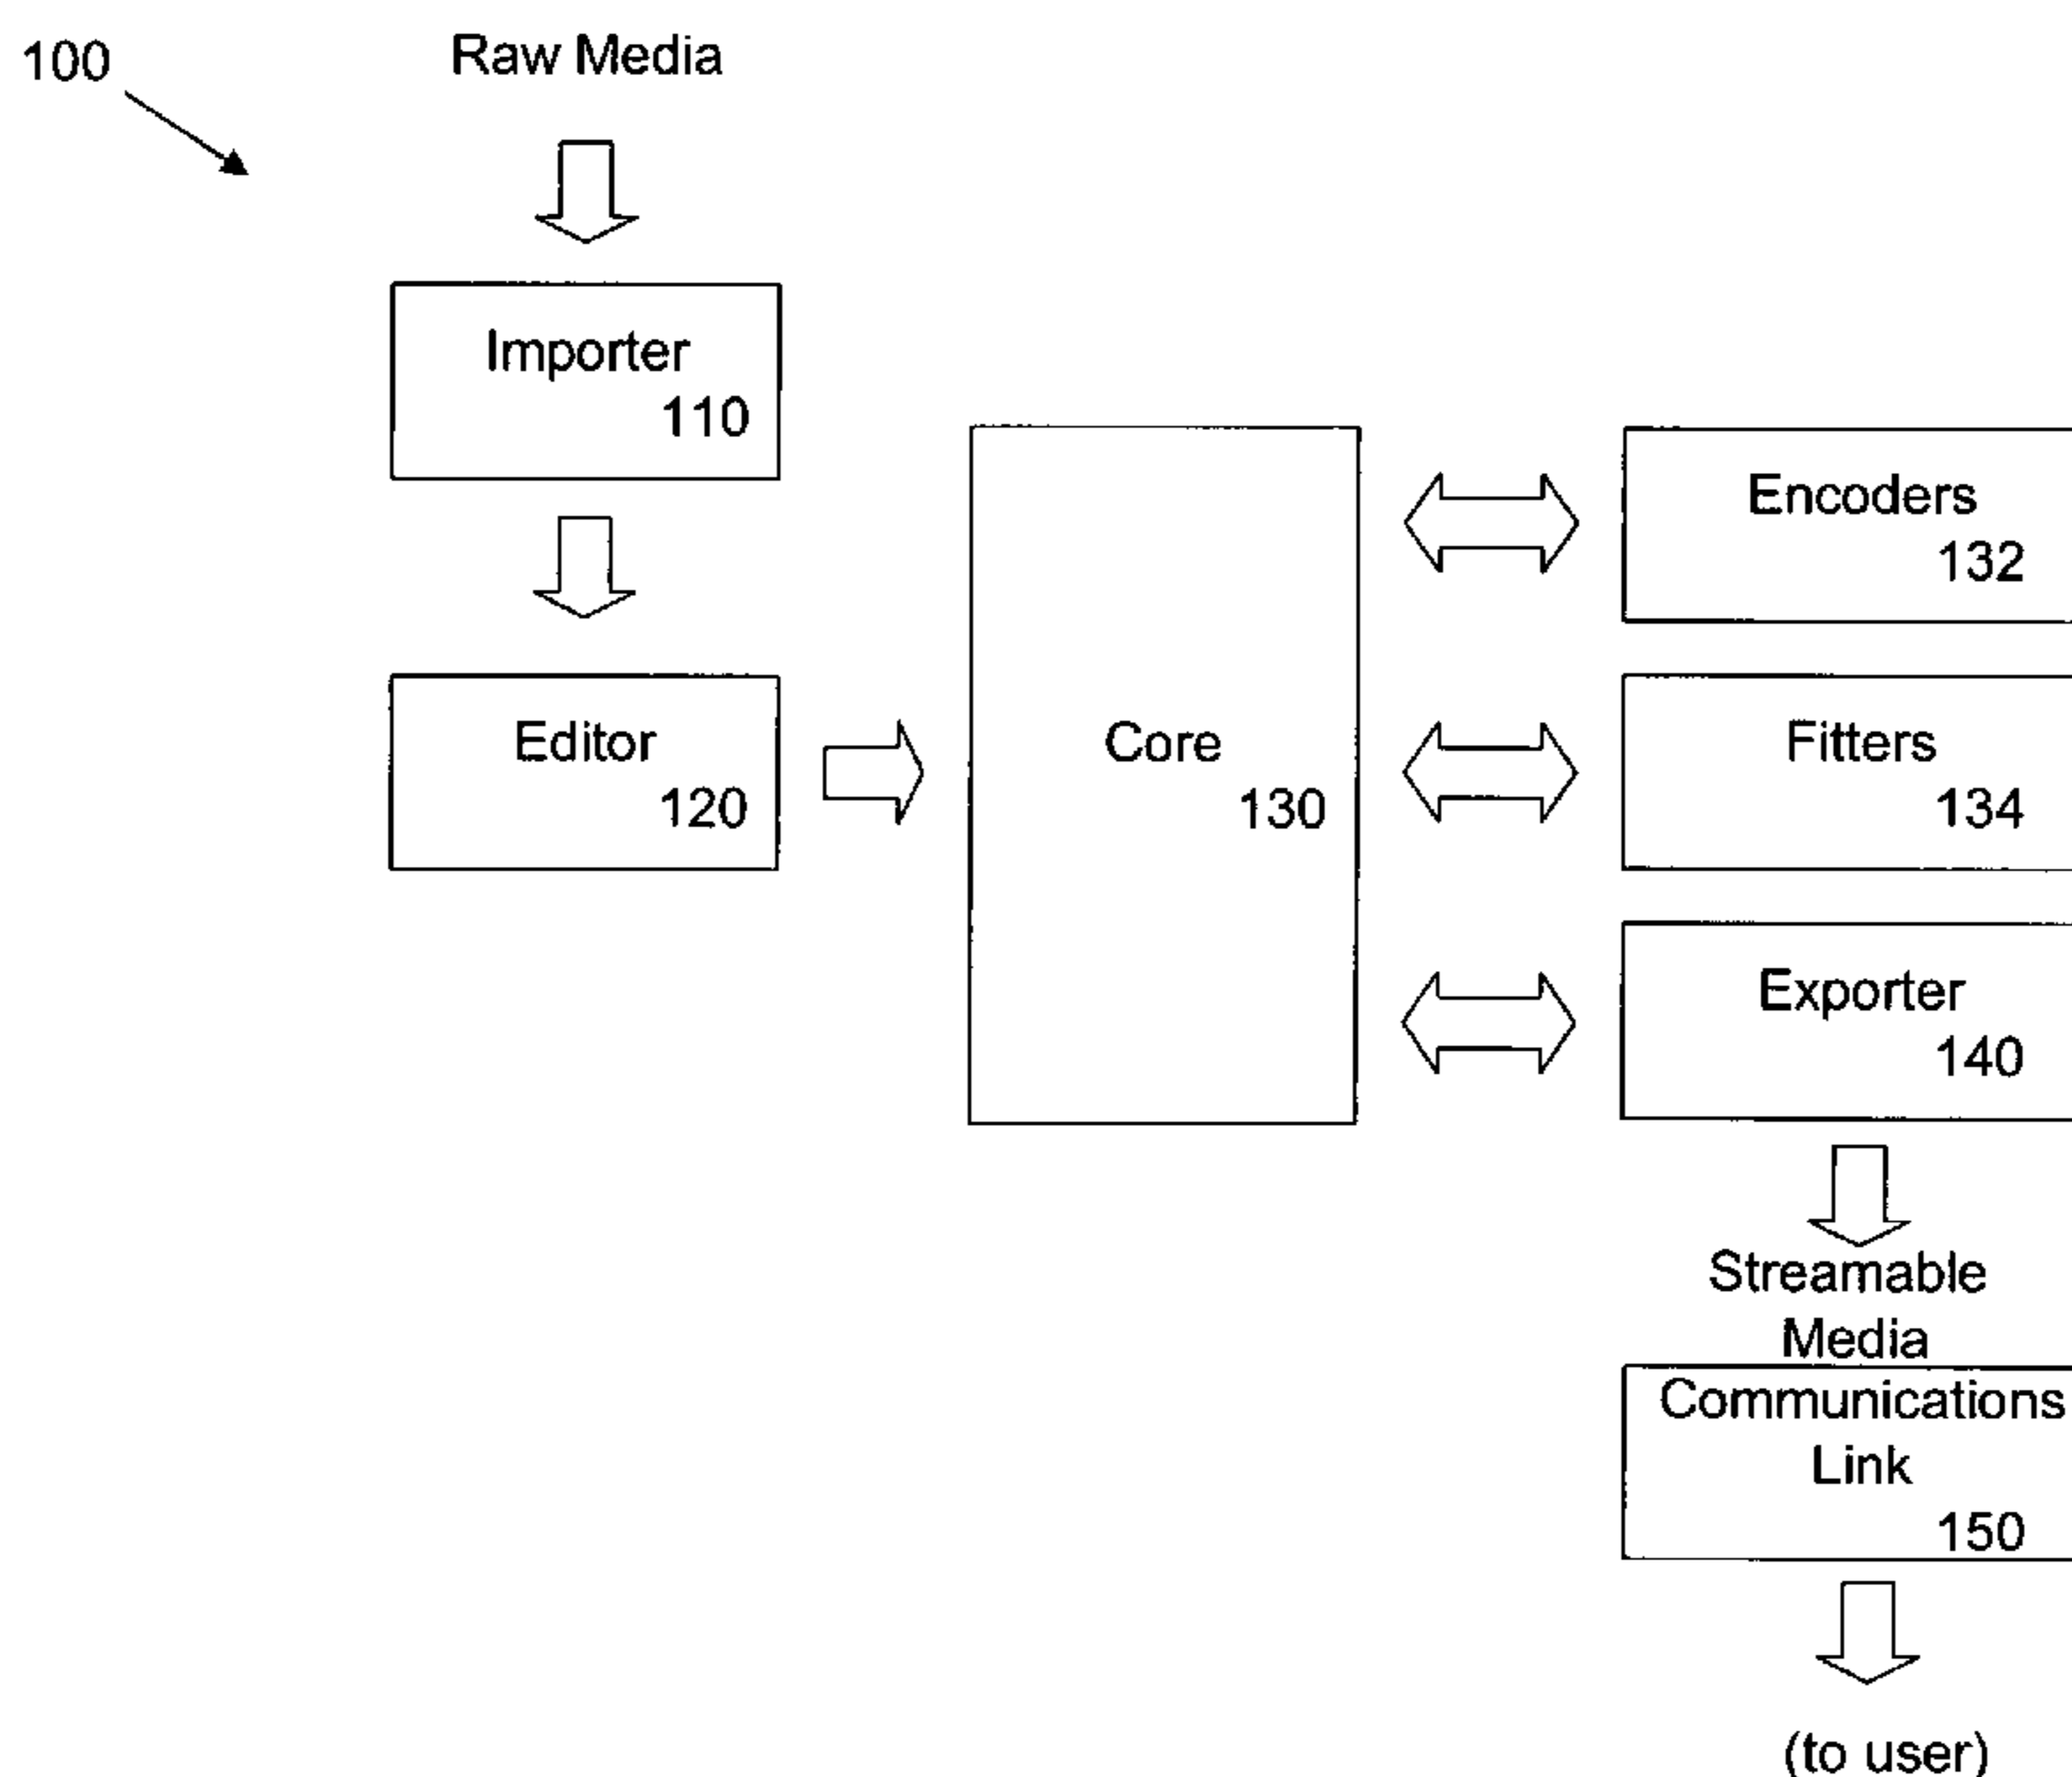 100
Raw Media
Importer
110
Editor
120
Core
130
Encoders
132
Fitters
134
Exporter
140
Streamable
Media
Communications
Link
150
(to user)